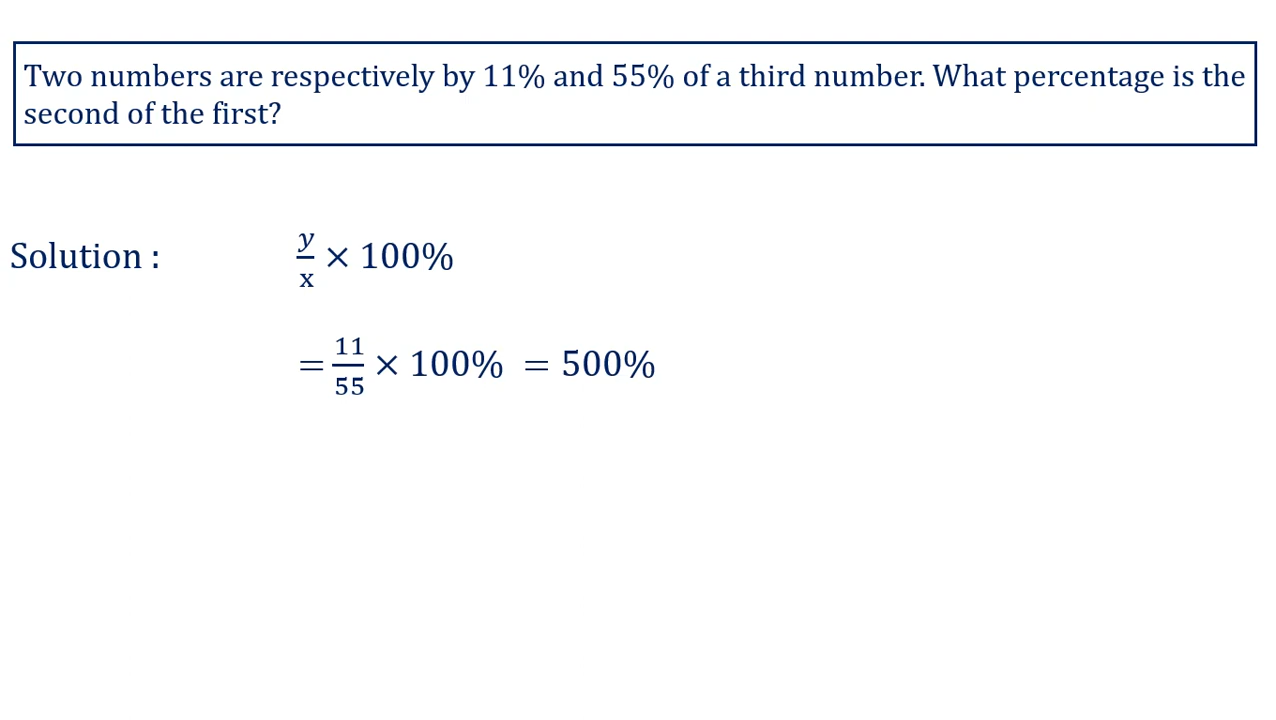 Two numbers are respectively by 11% and 55% of a third number. What percentage is the
second of the first?
Solution : y/x × 100%
= 11/55 × 100% = 500%